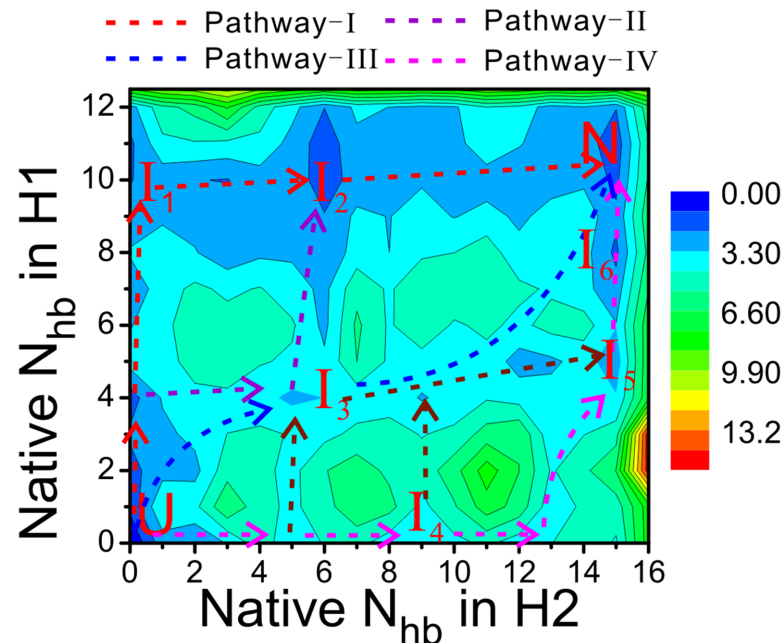 Pathway-I
Pathway-II
Pathway-III
Pathway-IV
Native Nhb in H1
12
10
8
6
4
2
0
I1
I2
N
I6
I3
I5
U
I4
0.00
3.30
6.60
9.90
13.2
0 2 4 6 8 10 12 14 16
Native Nhb in H2